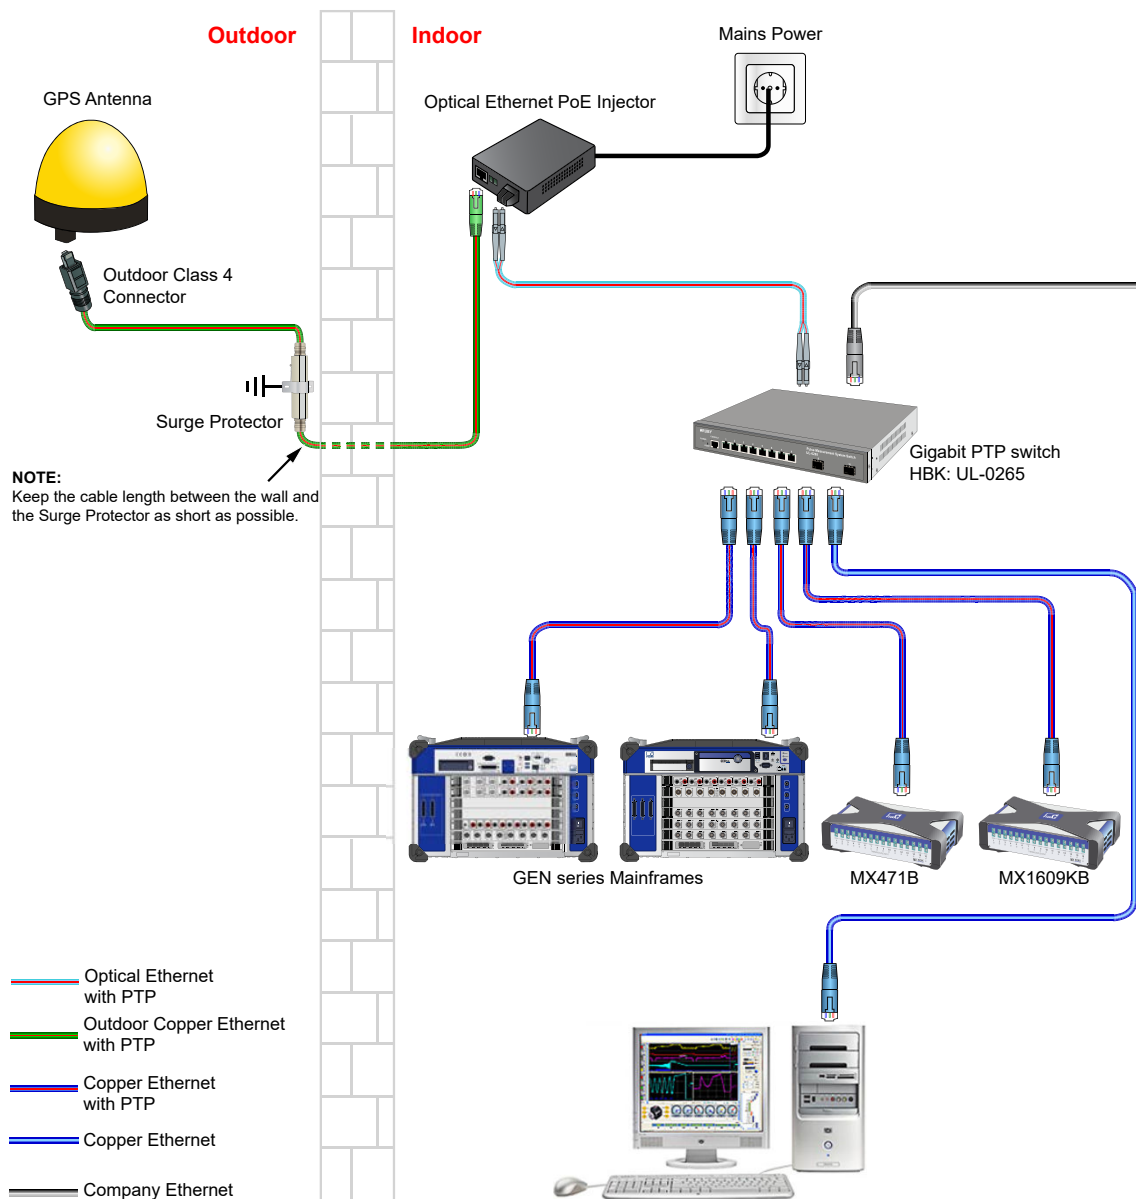 Outdoor
Indoor
Mains Power
GPS Antenna
Optical Ethernet PoE Injector
Outdoor Class 4
Connector
Surge Protector
NOTE:
Keep the cable length between the wall and
the Surge Protector as short as possible.
Gigabit PTP switch
HBK: UL-0265
GEN series Mainframes
MX471B
MX1609KB
Optical Ethernet
with PTP
Outdoor Copper Ethernet
with PTP
Copper Ethernet
with PTP
Copper Ethernet
Company Ethernet